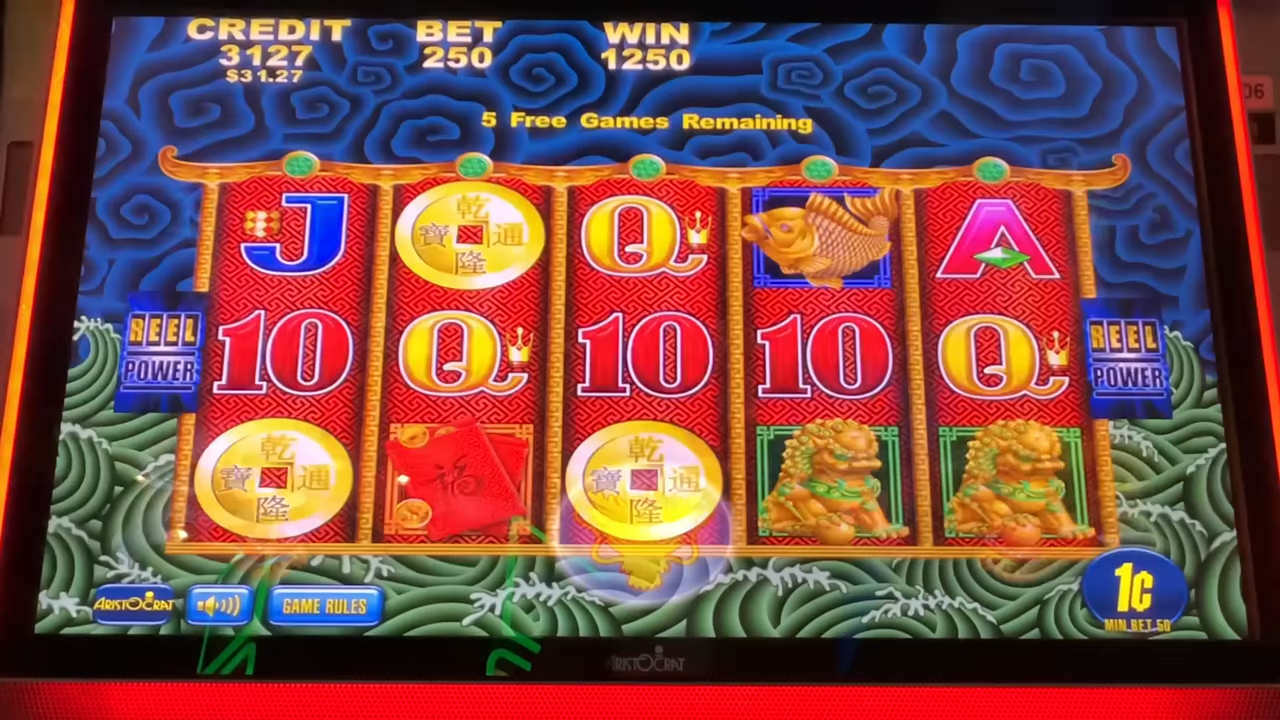 CREDIT BET WIN
3127 250 1250
$31.27
5 Free Games Remaining
J 乾隆通寶 Q A
REEL POWER 10 Q 10 10 Q REEL POWER
乾隆通寶 福 乾隆通寶
ARISTOCRAT GAME RULES 1¢
MIN BET 50
ARISTOCRAT
06